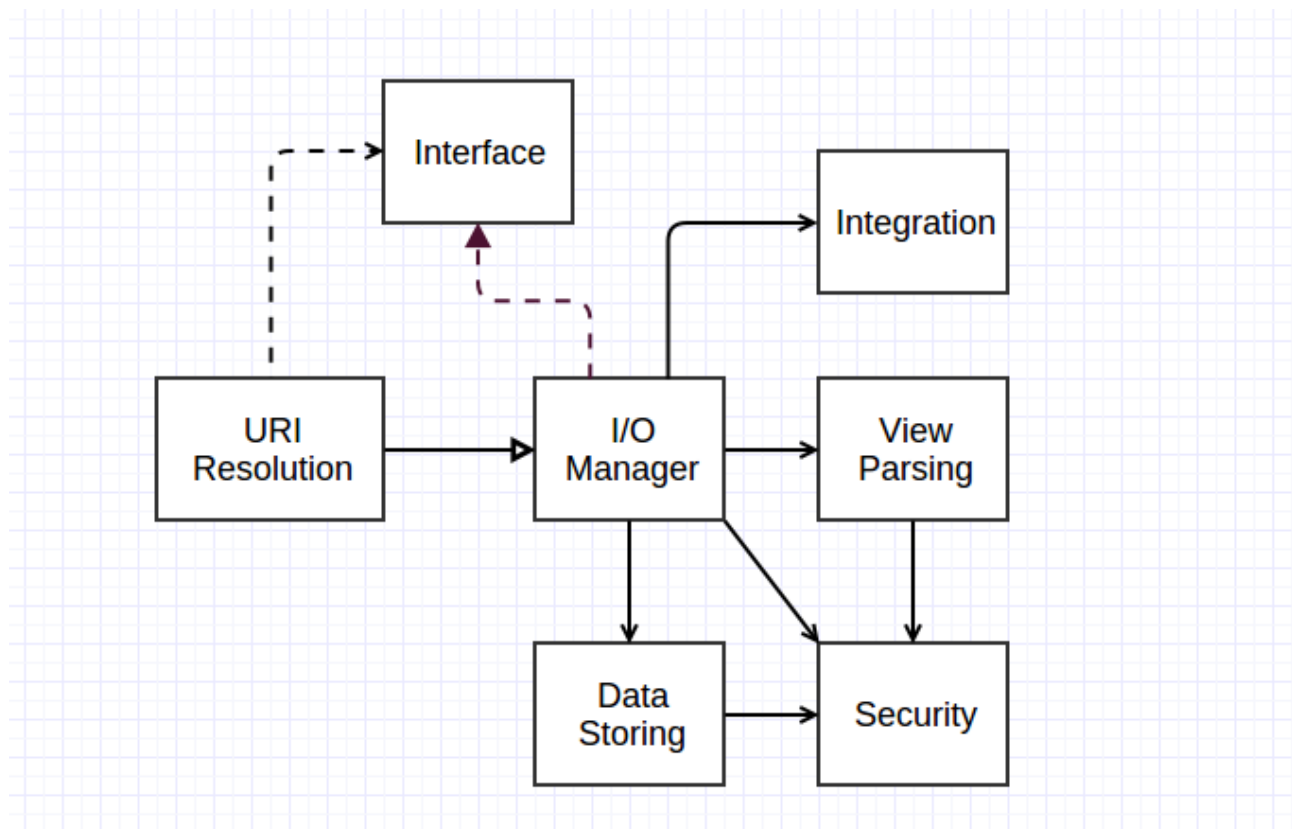 Interface
Integration
URI
Resolution
I/O
Manager
View
Parsing
Data
Storing
Security